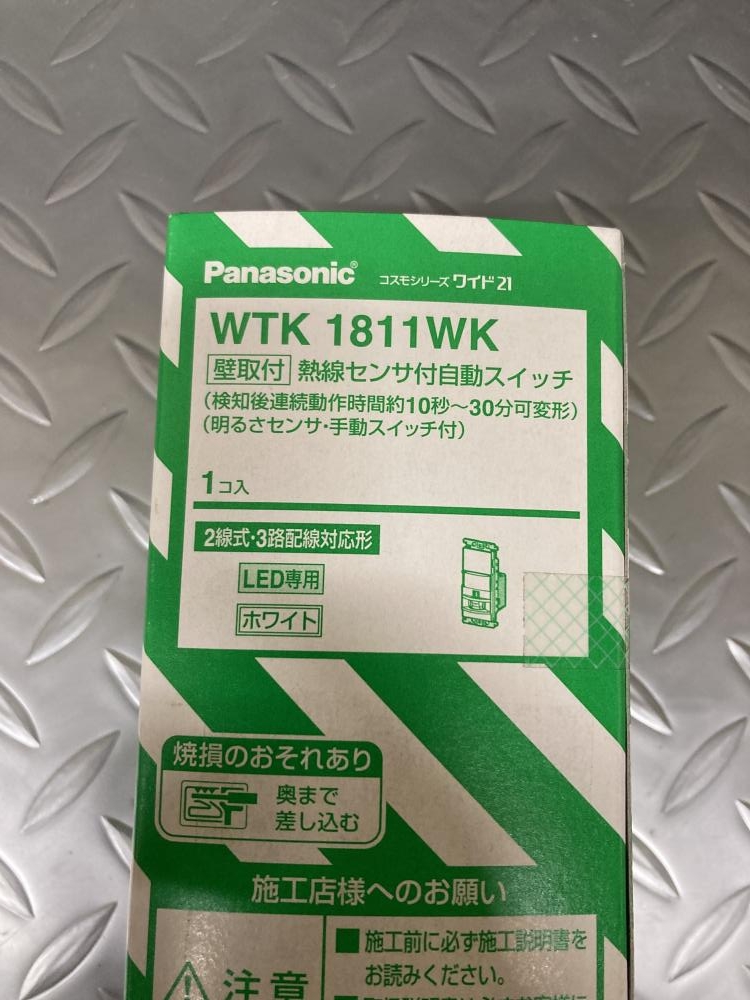 Panasonic® コスモシリーズ ワイド21
WTK 1811WK
壁取付 熱線センサ付自動スイッチ
(検知後連続動作時間約10秒〜30分可変形)
(明るさセンサ・手動スイッチ付)
1コ入
2線式・3路配線対応形
LED専用
ホワイト
焼損のおそれあり
奥まで
差し込む
施工店様へのお願い
注意
■施工前に必ず施工説明書を
お読みください。